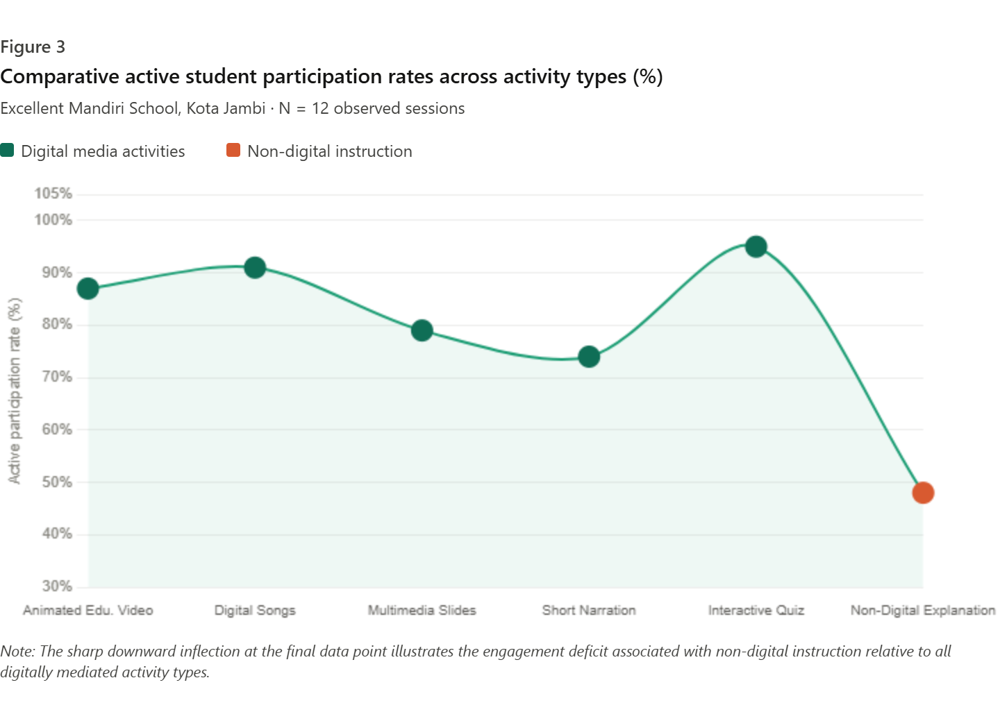 Figure 3
Comparative active student participation rates across activity types (%)
Excellent Mandiri School, Kota Jambi · N = 12 observed sessions
Digital media activities
Non-digital instruction
105%
100%
90%
80%
70%
60%
50%
40%
30%
Active participation rate (%)
Animated Edu. Video
Digital Songs
Multimedia Slides
Short Narration
Interactive Quiz
Non-Digital Explanation
Note: The sharp downward inflection at the final data point illustrates the engagement deficit associated with non-digital instruction relative to all
digitally mediated activity types.